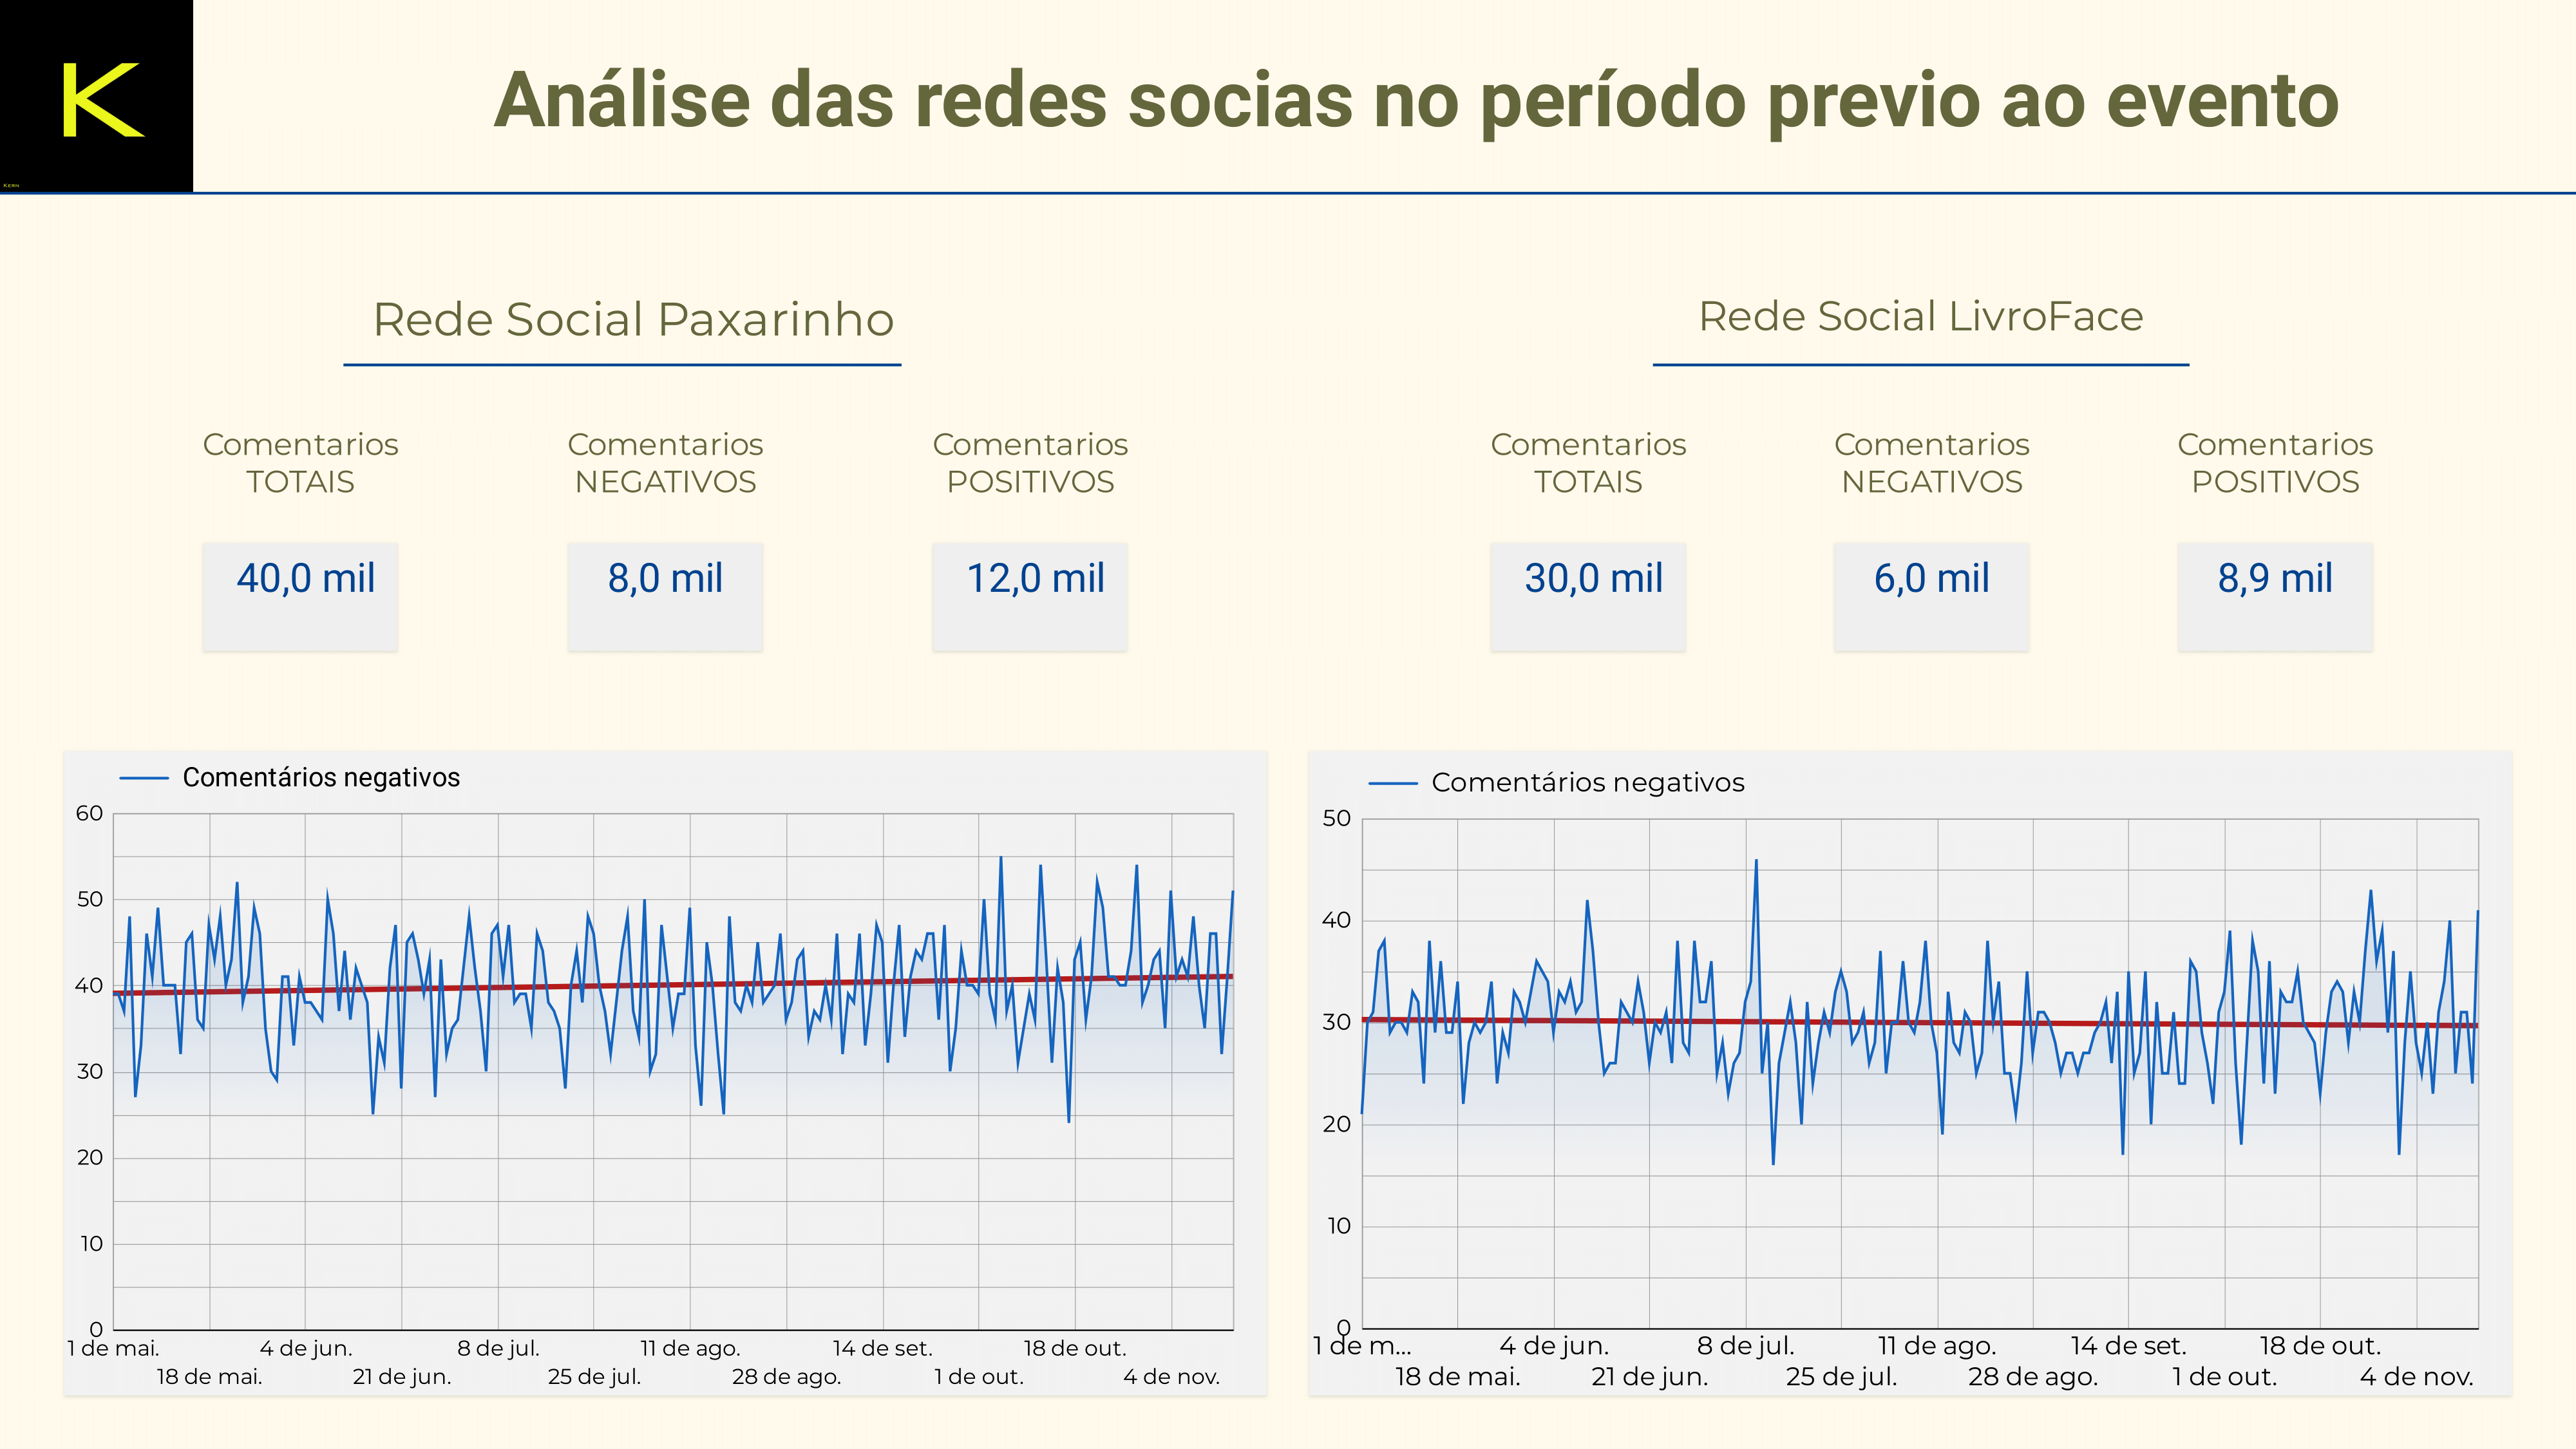 K
Kern
Análise das redes socias no período previo ao evento
Rede Social Paxarinho
Comentarios
TOTAIS
Comentarios
NEGATIVOS
Comentarios
POSITIVOS
40,0 mil
8,0 mil
12,0 mil
Comentários negativos
60
50
40
30
20
10
0
1 de mai.
4 de jun.
8 de jul.
11 de ago.
14 de set.
18 de out.
18 de mai.
21 de jun.
25 de jul.
28 de ago.
1 de out.
4 de nov.
Rede Social LivroFace
Comentarios
TOTAIS
Comentarios
NEGATIVOS
Comentarios
POSITIVOS
30,0 mil
6,0 mil
8,9 mil
Comentários negativos
50
40
30
20
10
0
1 de m...
4 de jun.
8 de jul.
11 de ago.
14 de set.
18 de out.
18 de mai.
21 de jun.
25 de jul.
28 de ago.
1 de out.
4 de nov.